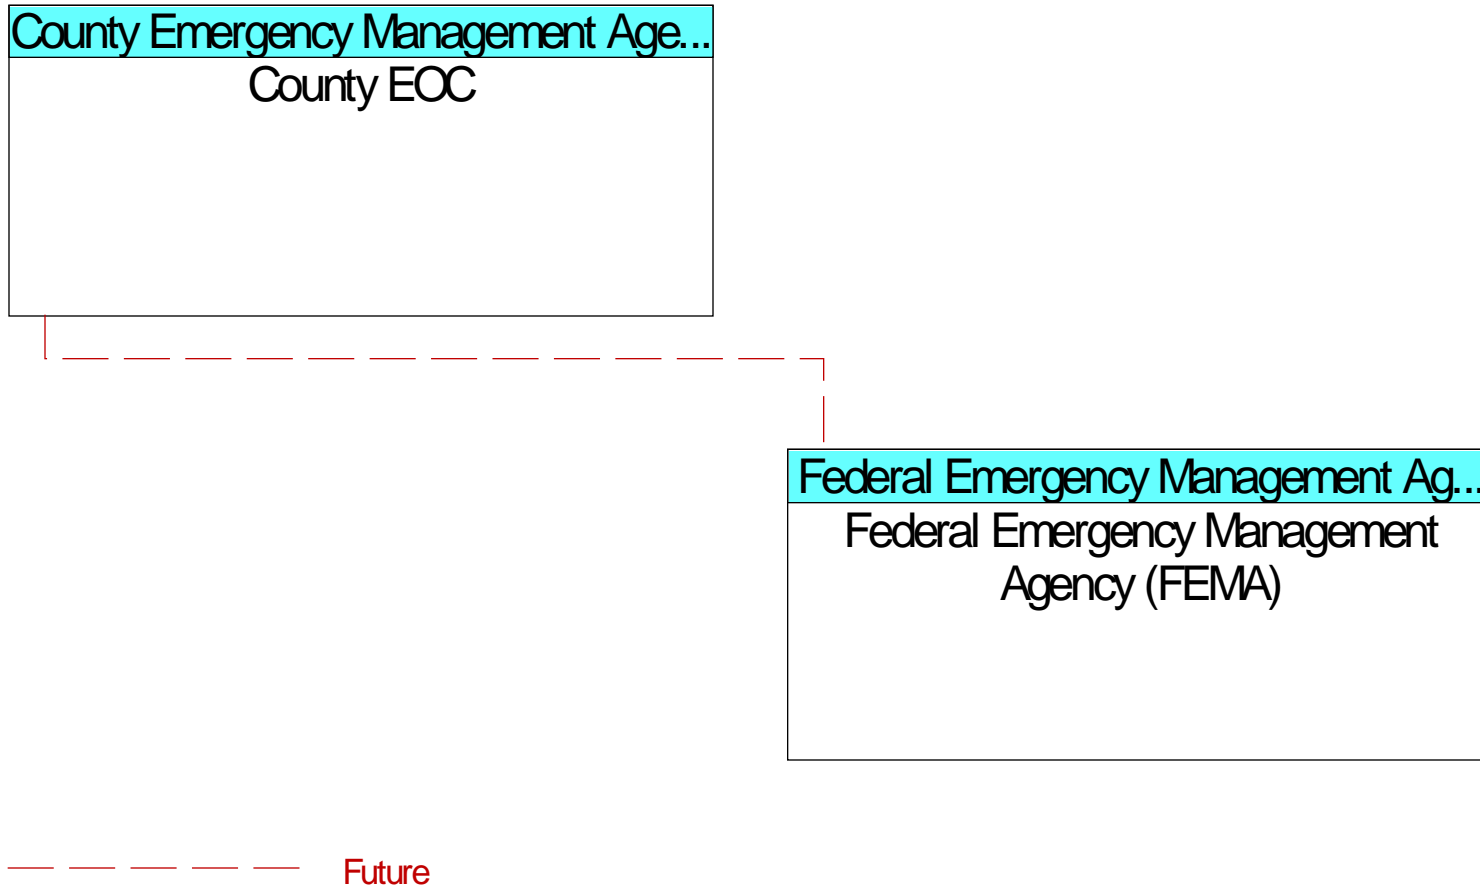 County Emergency Management Age...
County EOC
Federal Emergency Management Ag...
Federal Emergency Management
Agency (FEMA)
Future